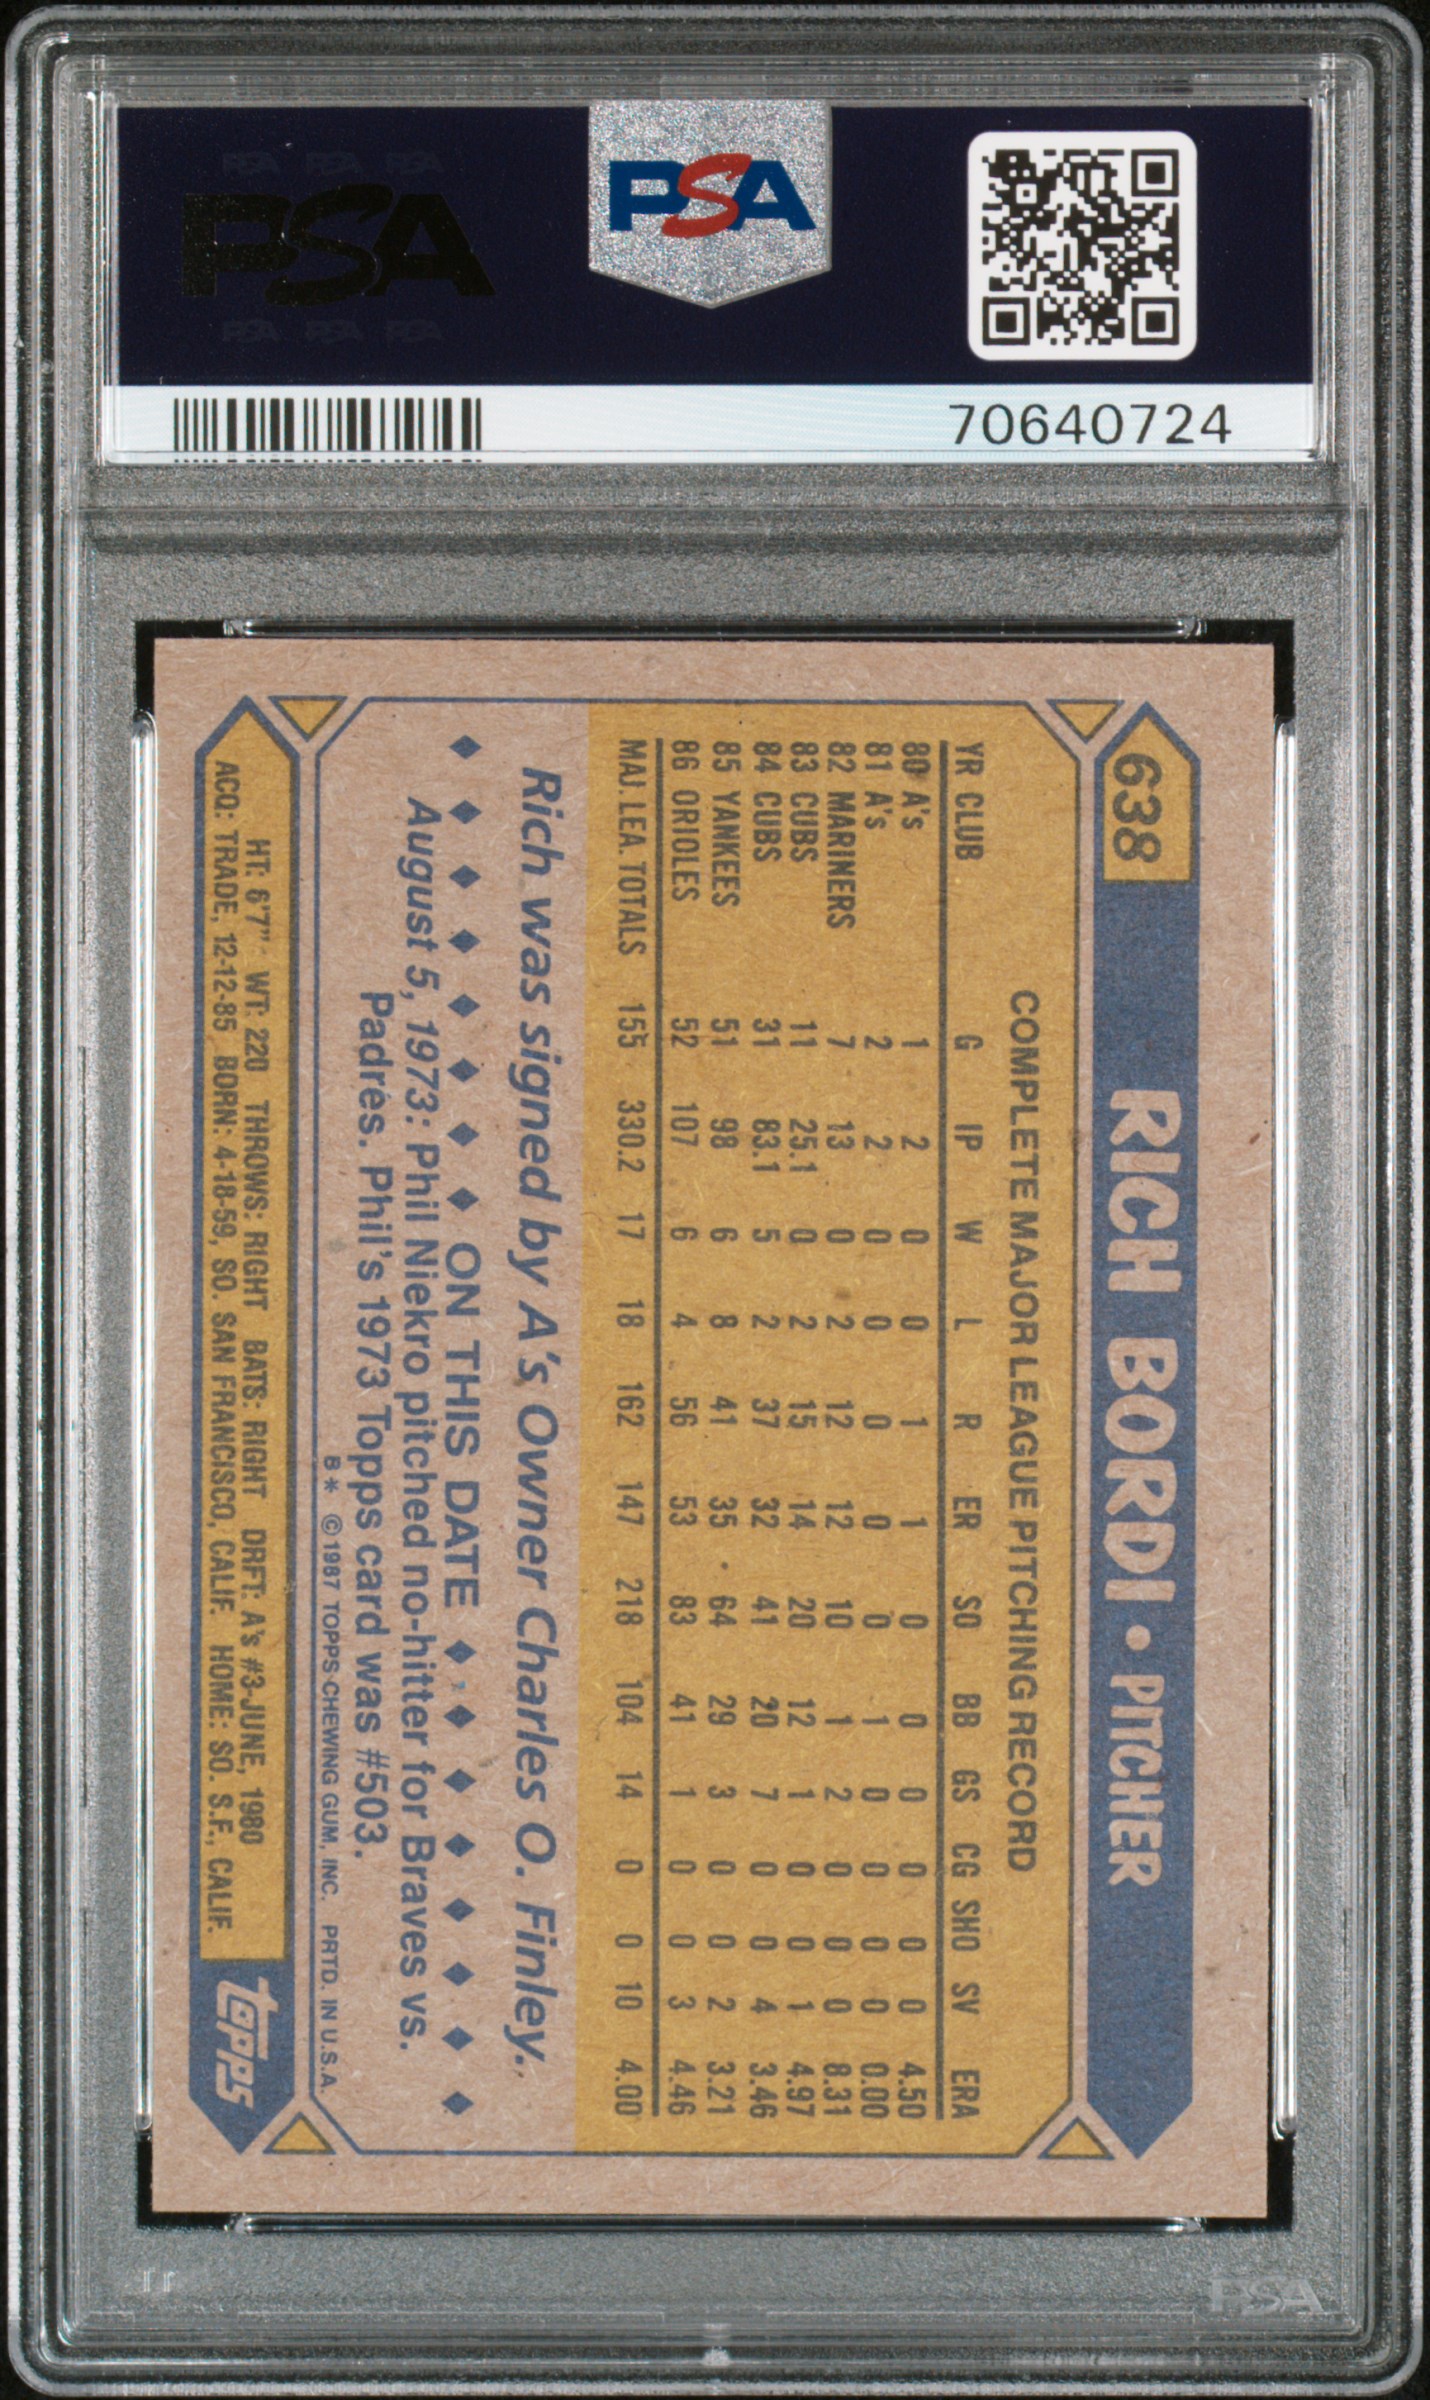 PSA PSA PSA
PSA
PSA PSA PSA
PSA
70640724
638 RICH BORDI • PITCHER
COMPLETE MAJOR LEAGUE PITCHING RECORD
YR CLUB G IP W L R ER SO BB GS CG SHO SV ERA
80 A's 1 2 0 0 1 1 0 0 0 0 0 0 4.50
81 A's 2 2 0 0 0 0 0 1 0 0 0 0 0.00
82 MARINERS 7 13 0 2 12 12 10 1 2 0 0 0 8.31
83 CUBS 11 25.1 0 2 15 14 20 12 1 0 0 1 4.97
84 CUBS 31 83.1 5 2 37 32 41 20 7 0 0 4 3.46
85 YANKEES 51 98 6 8 41 35 64 29 3 0 0 2 3.21
86 ORIOLES 52 107 6 4 56 53 83 41 1 0 0 3 4.46
MAJ. LEA. TOTALS 155 330.2 17 18 162 147 218 104 14 0 0 10 4.00
Rich was signed by A's Owner Charles O. Finley.
◆ ◆ ◆ ◆ ◆ ◆ ◆ ◆ ON THIS DATE ◆ ◆ ◆ ◆ ◆ ◆ ◆ ◆
August 5, 1973: Phil Niekro pitched no-hitter for Braves vs.
Padres. Phil's 1973 Topps card was #503.
B* ©1987 TOPPS CHEWING GUM, INC. PRTD. IN U.S.A.
HT: 6'7" WT: 220 THROWS: RIGHT BATS: RIGHT DRFT: A's #3-JUNE, 1980
ACQ: TRADE, 12-12-85 BORN: 4-18-59, SO. SAN FRANCISCO, CALIF. HOME: SO. S.F., CALIF.
topps
PSA